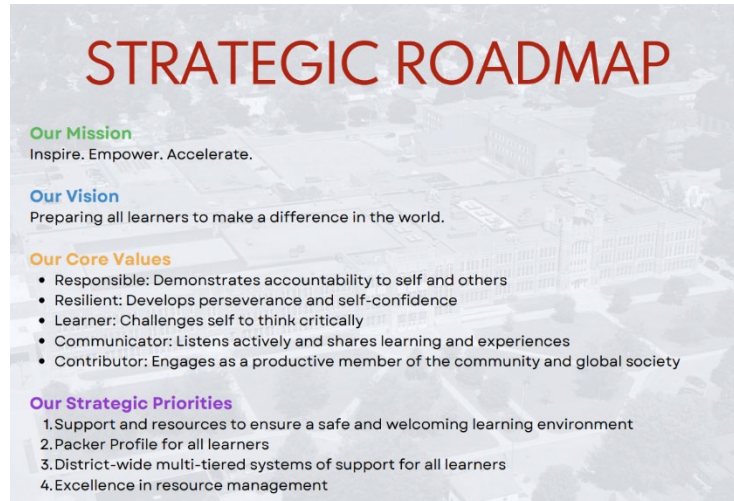 STRATEGIC ROADMAP
Our Mission
Inspire. Empower. Accelerate.
Our Vision
Preparing all learners to make a difference in the world.
Our Core Values
• Responsible: Demonstrates accountability to self and others
• Resilient: Develops perseverance and self-confidence
• Learner: Challenges self to think critically
• Communicator: Listens actively and shares learning and experiences
• Contributor: Engages as a productive member of the community and global society
Our Strategic Priorities
1. Support and resources to ensure a safe and welcoming learning environment
2. Packer Profile for all learners
3. District-wide multi-tiered systems of support for all learners
4. Excellence in resource management